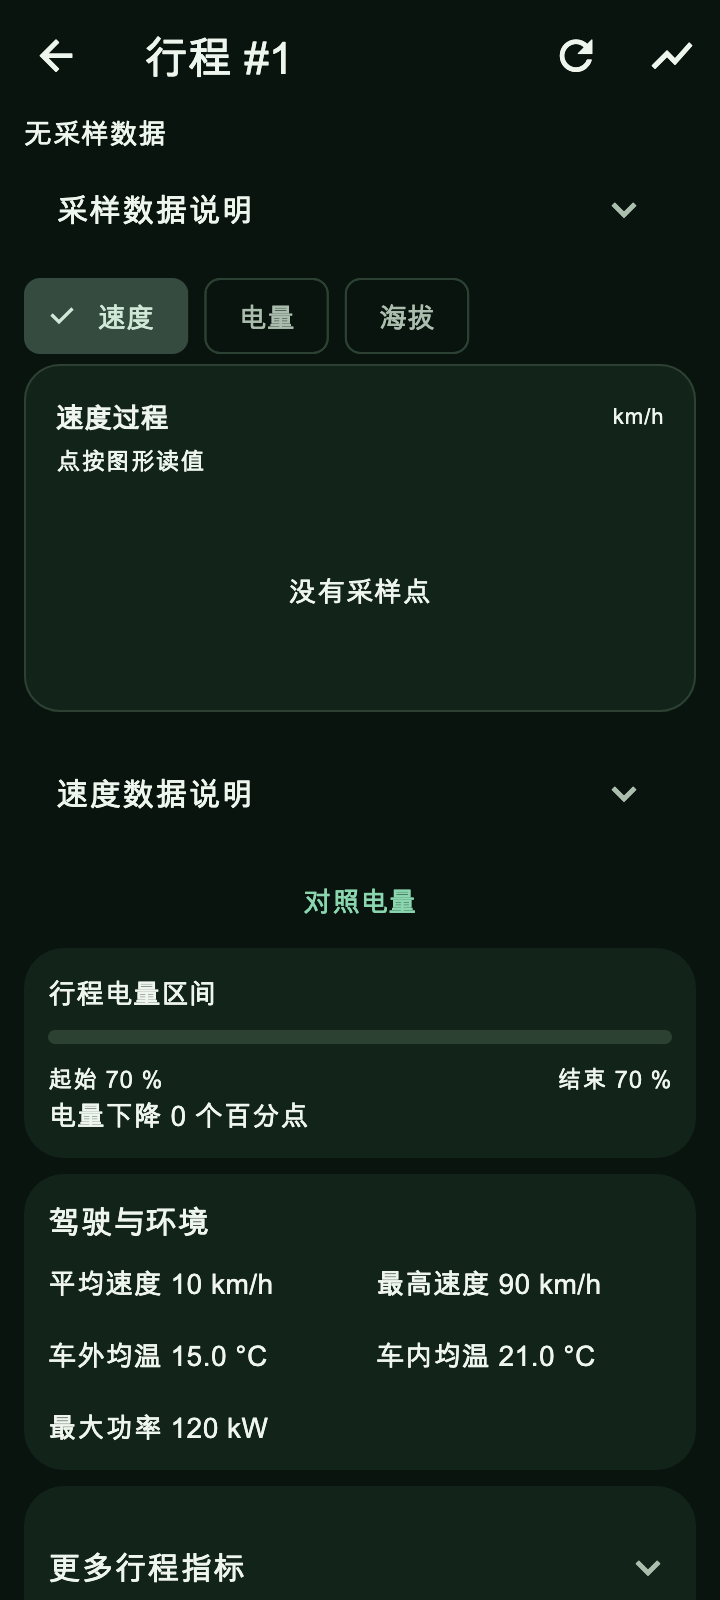 行程 #1
无采样数据
采样数据说明
速度
电量
海拔
速度过程
km/h
点按图形读值
没有采样点
速度数据说明
对照电量
行程电量区间
起始 70 %
结束 70 %
电量下降 0 个百分点
驾驶与环境
平均速度 10 km/h
最高速度 90 km/h
车外均温 15.0 °C
车内均温 21.0 °C
最大功率 120 kW
更多行程指标